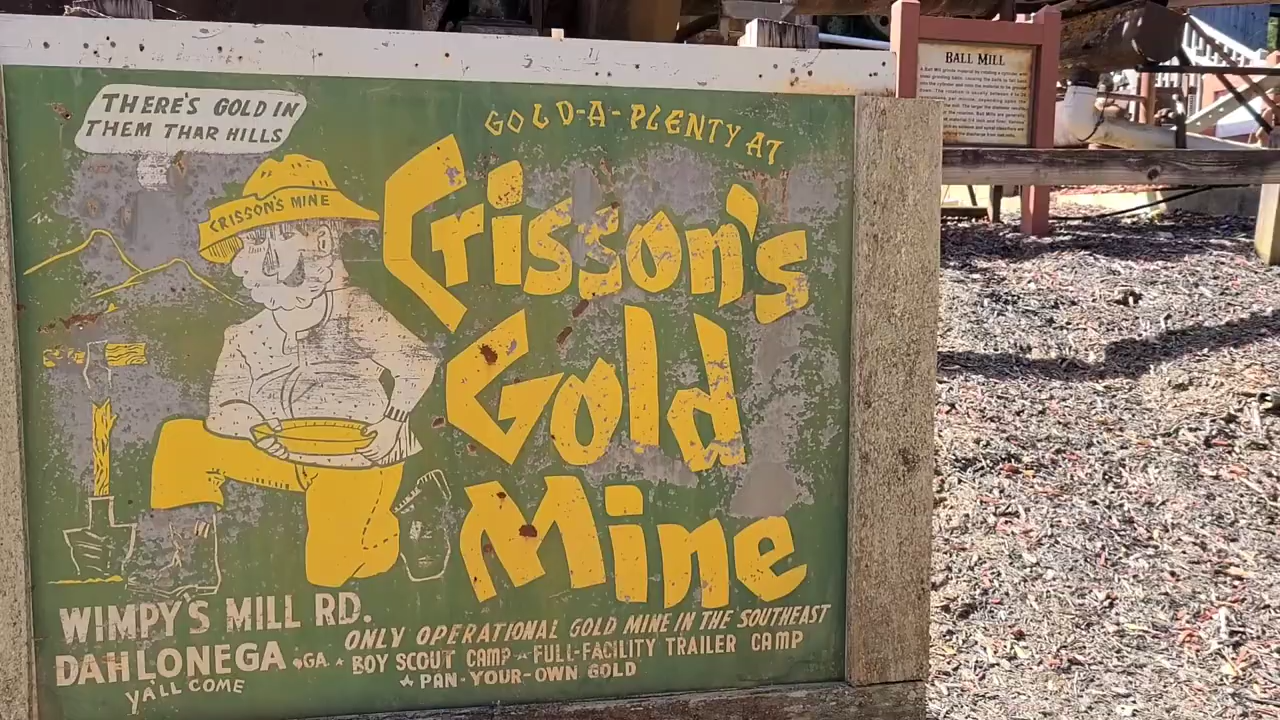 THERE'S GOLD IN
THEM THAR HILLS
CRISSON'S MINE
GOLD-A-PLENTY AT
Crisson's
Gold
Mine
WIMPY'S MILL RD.
DAHLONEGA, GA.
Y'ALL COME
ONLY OPERATIONAL GOLD MINE IN THE SOUTHEAST
★ BOY SCOUT CAMP ★ FULL-FACILITY TRAILER CAMP
★ PAN-YOUR-OWN GOLD
BALL MILL